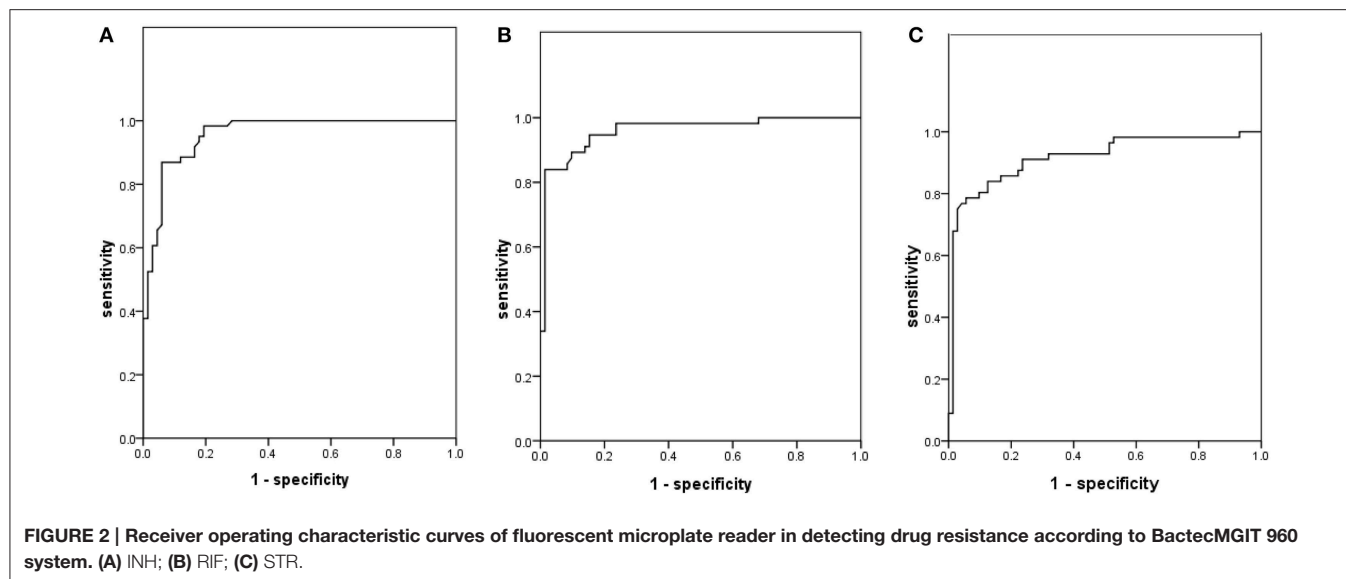 A
B
C
1.0
0.8
0.6
0.4
0.2
0.0
sensitivity
0.0 0.2 0.4 0.6 0.8 1.0
1 - specificity
1.0
0.8
0.6
0.4
0.2
0.0
sensitivity
0.0 0.2 0.4 0.6 0.8 1.0
1 - specificity
1.0
0.8
0.6
0.4
0.2
0.0
sensitivity
0.0 0.2 0.4 0.6 0.8 1.0
1 - specificity
FIGURE 2 | Receiver operating characteristic curves of fluorescent microplate reader in detecting drug resistance according to BactecMGIT 960
system. (A) INH; (B) RIF; (C) STR.